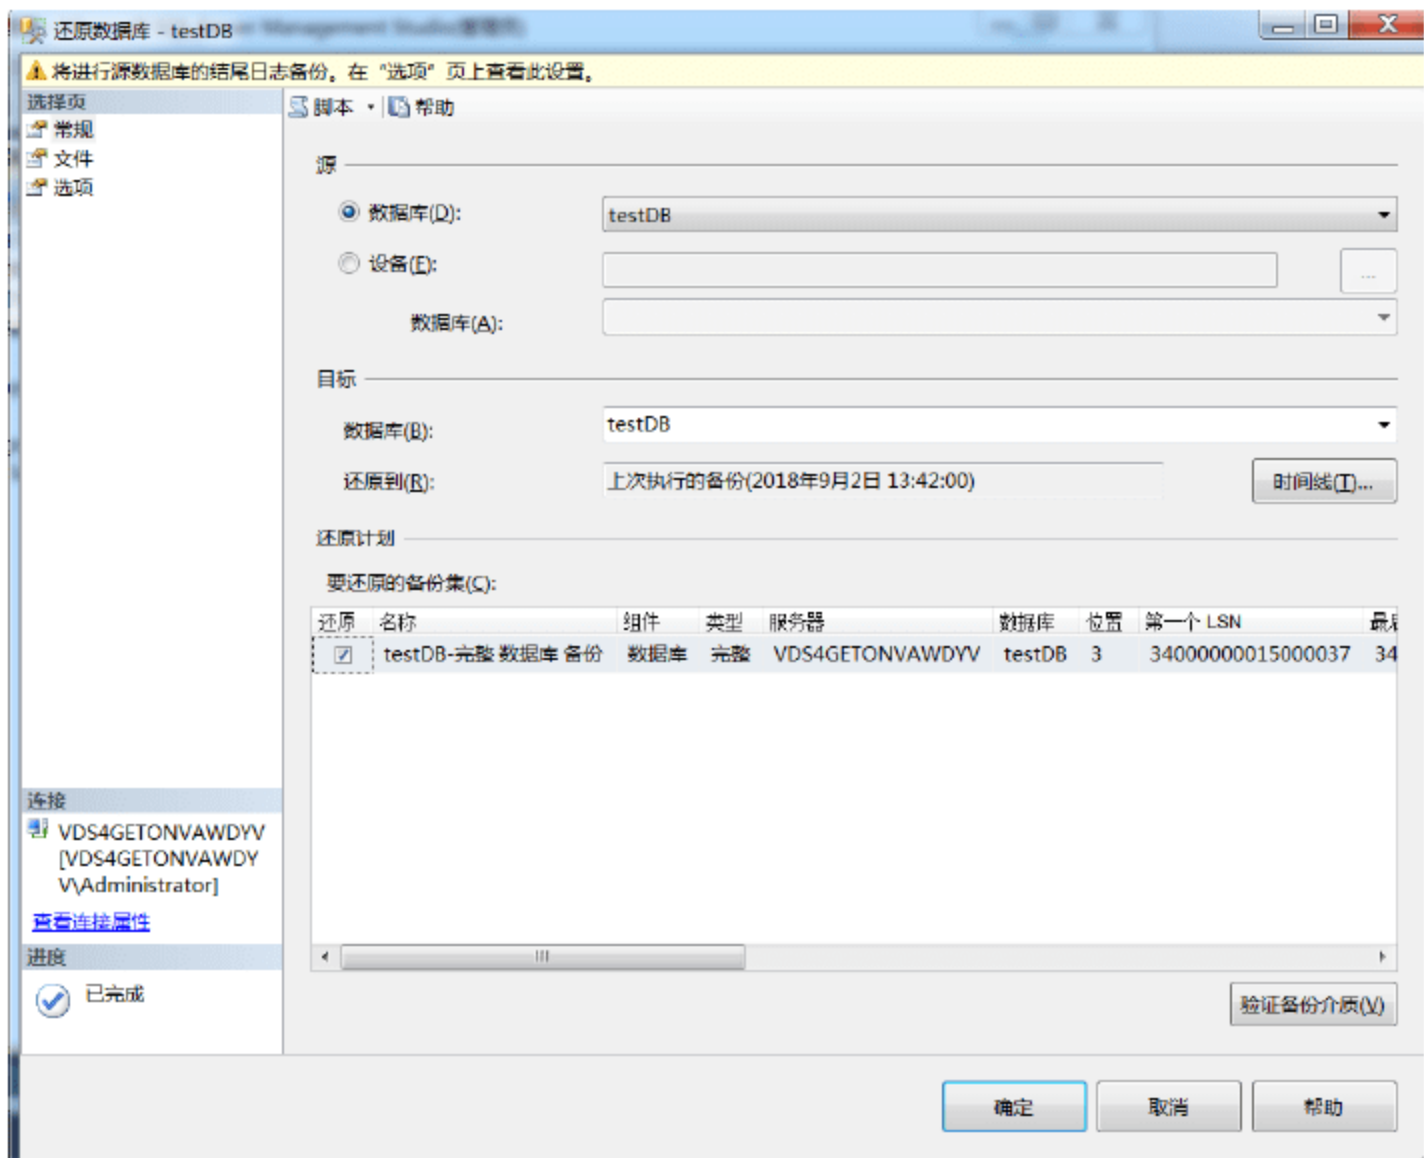 还原数据库 - testDB
将进行源数据库的结尾日志备份。在 “选项” 页上查看此设置。
选择页
常规
文件
选项
脚本 帮助
源
数据库(D): testDB
设备(F): ...
数据库(A):
目标
数据库(B): testDB
还原到(R): 上次执行的备份(2018年9月2日 13:42:00) 时间线(T)...
还原计划
要还原的备份集(C):
还原 名称 组件 类型 服务器 数据库 位置 第一个 LSN
testDB-完整 数据库 备份 数据库 完整 VDS4GETONVAWDYV testDB 3 34000000015000037 34
连接
VDS4GETONVAWDYV
[VDS4GETONVAWDY
V\Administrator]
查看连接属性
进度
已完成
验证备份介质(V)
确定 取消 帮助